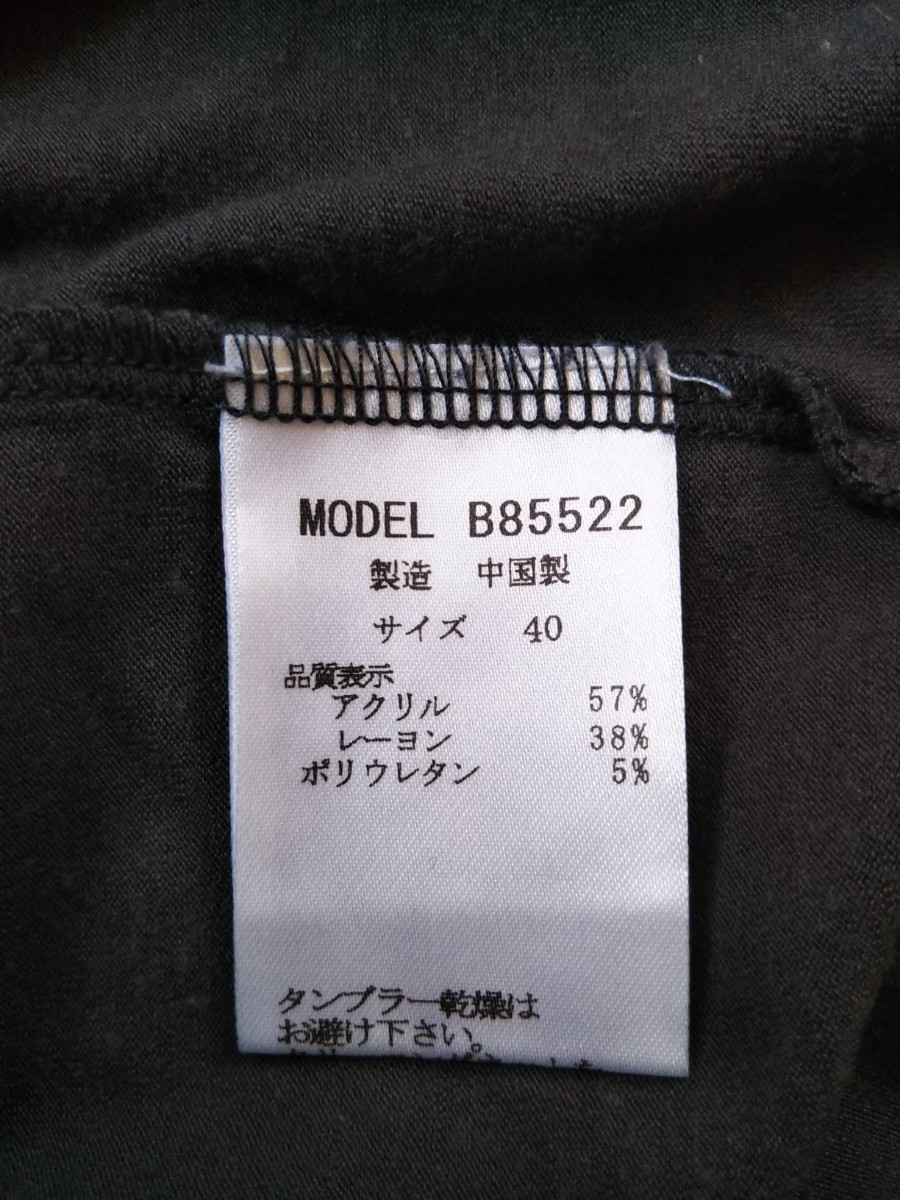 MODEL B85522
製造 中国製
サイズ 40
品質表示
アクリル 57%
レーヨン 38%
ポリウレタン 5%
タンブラー乾燥は
お避け下さい。